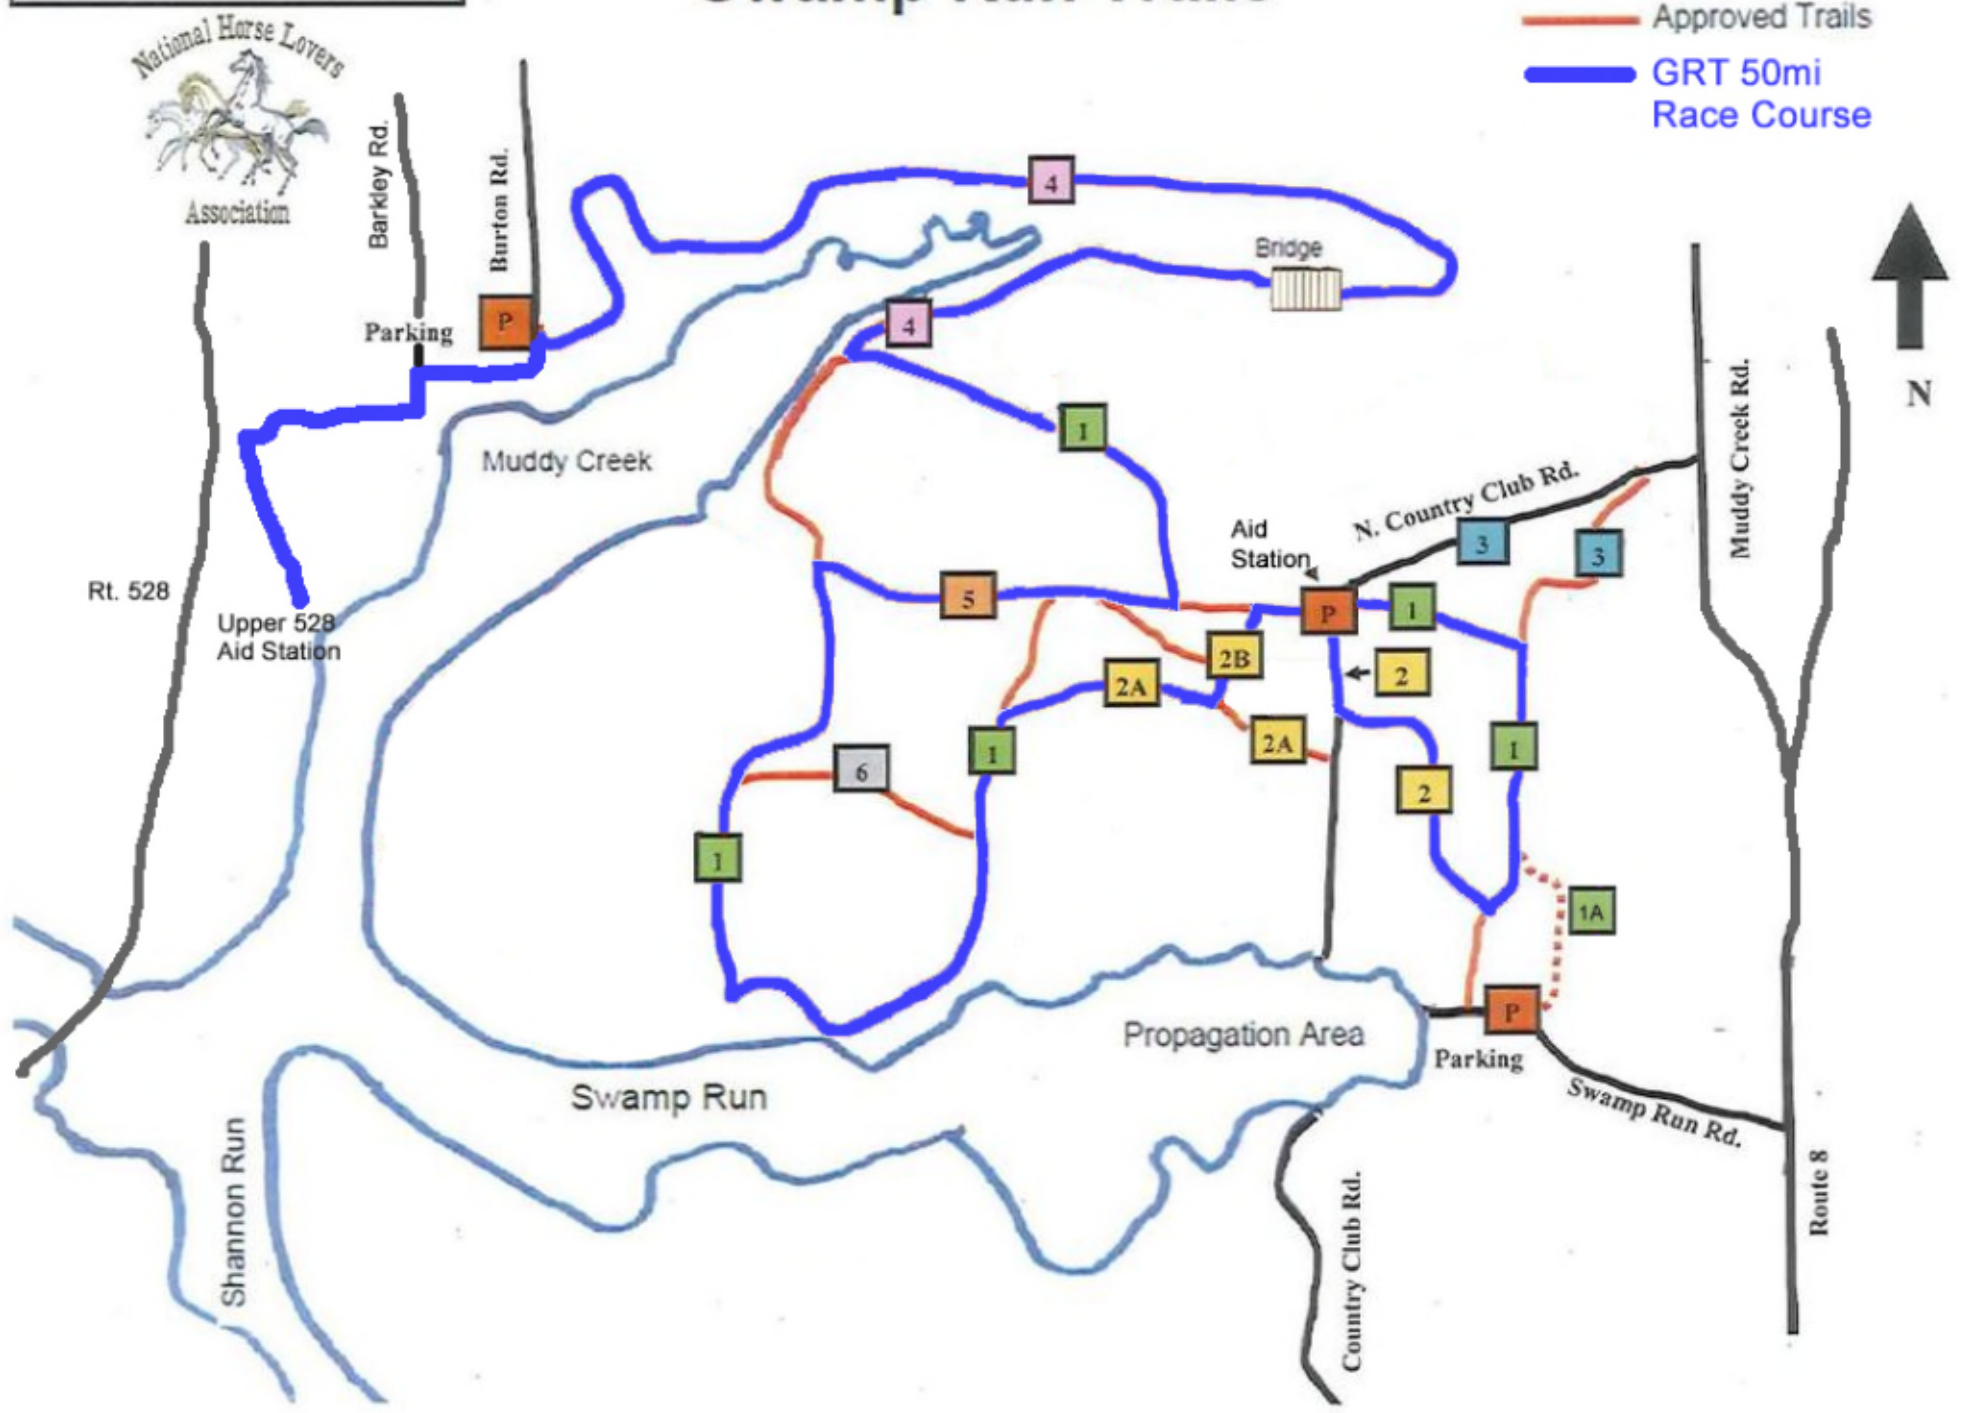 Swamp Run Trails
Approved Trails
GRT 50mi
Race Course
National Horse Lovers
Association
Barkley Rd.
Burton Rd.
4
Bridge
P
Parking
4
N
Muddy Creek Rd.
1
Muddy Creek
N. Country Club Rd.
Aid
Station
3
3
Rt. 528
5
P
1
Upper 528
Aid Station
2B
2
2A
1
2A
1
6
2
1
1A
P
Propagation Area
Parking
Swamp Run
Swamp Run Rd.
Shannon Run
Country Club Rd.
Route 8